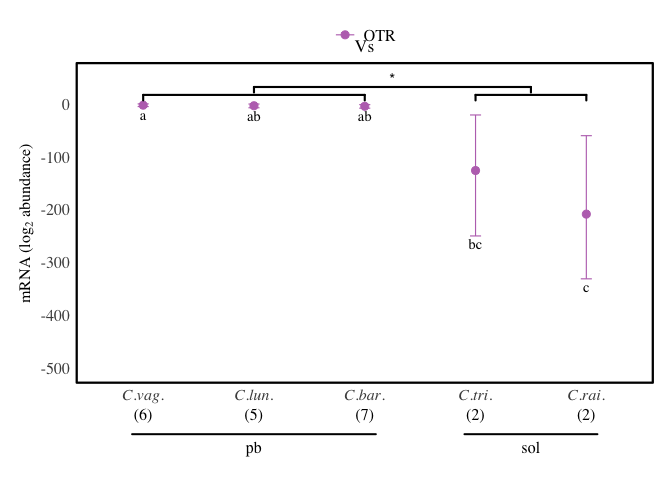 OTR
Vs
*
0
a
ab
ab
-100
-200
bc
-300
c
-400
-500
mRNA (log₂ abundance)
C.vag. C.lun. C.bar. C.tri. C.rai.
(6) (5) (7) (2) (2)
pb sol